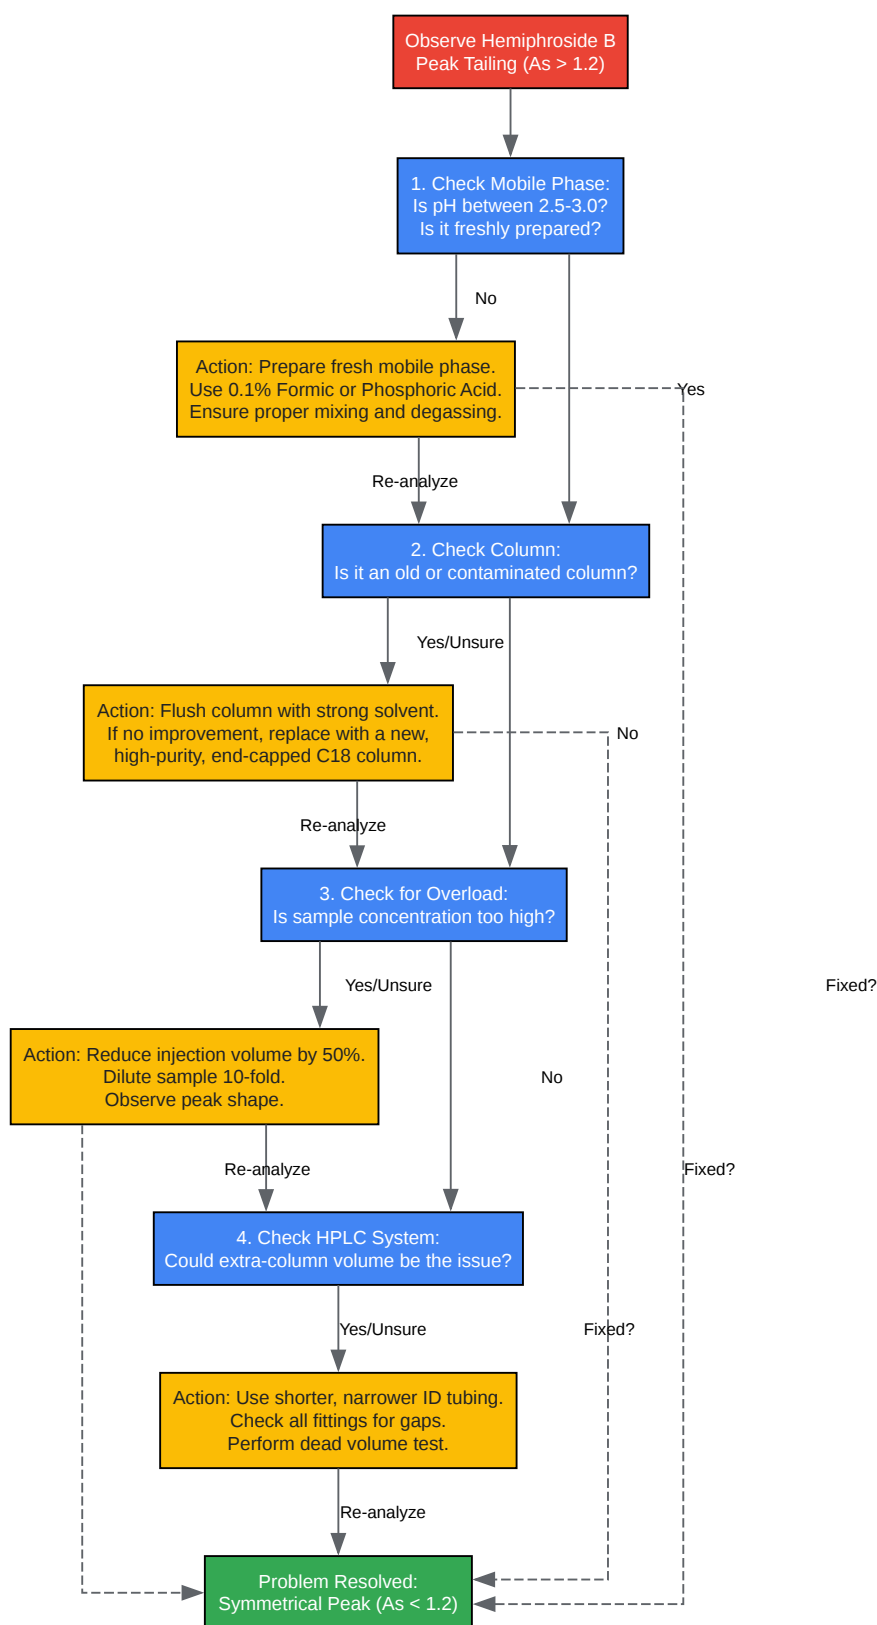 Observe Hemiphroside B
Peak Tailing (As > 1.2)
1. Check Mobile Phase:
Is pH between 2.5-3.0?
Is it freshly prepared?
No
Action: Prepare fresh mobile phase.
Use 0.1% Formic or Phosphoric Acid.
Ensure proper mixing and degassing.
Yes
Re-analyze
2. Check Column:
Is it an old or contaminated column?
Yes/Unsure
Action: Flush column with strong solvent.
If no improvement, replace with a new,
high-purity, end-capped C18 column.
No
Re-analyze
3. Check for Overload:
Is sample concentration too high?
Yes/Unsure
Fixed?
Action: Reduce injection volume by 50%.
Dilute sample 10-fold.
Observe peak shape.
No
Re-analyze
Fixed?
4. Check HPLC System:
Could extra-column volume be the issue?
Yes/Unsure
Fixed?
Action: Use shorter, narrower ID tubing.
Check all fittings for gaps.
Perform dead volume test.
Re-analyze
Problem Resolved:
Symmetrical Peak (As < 1.2)